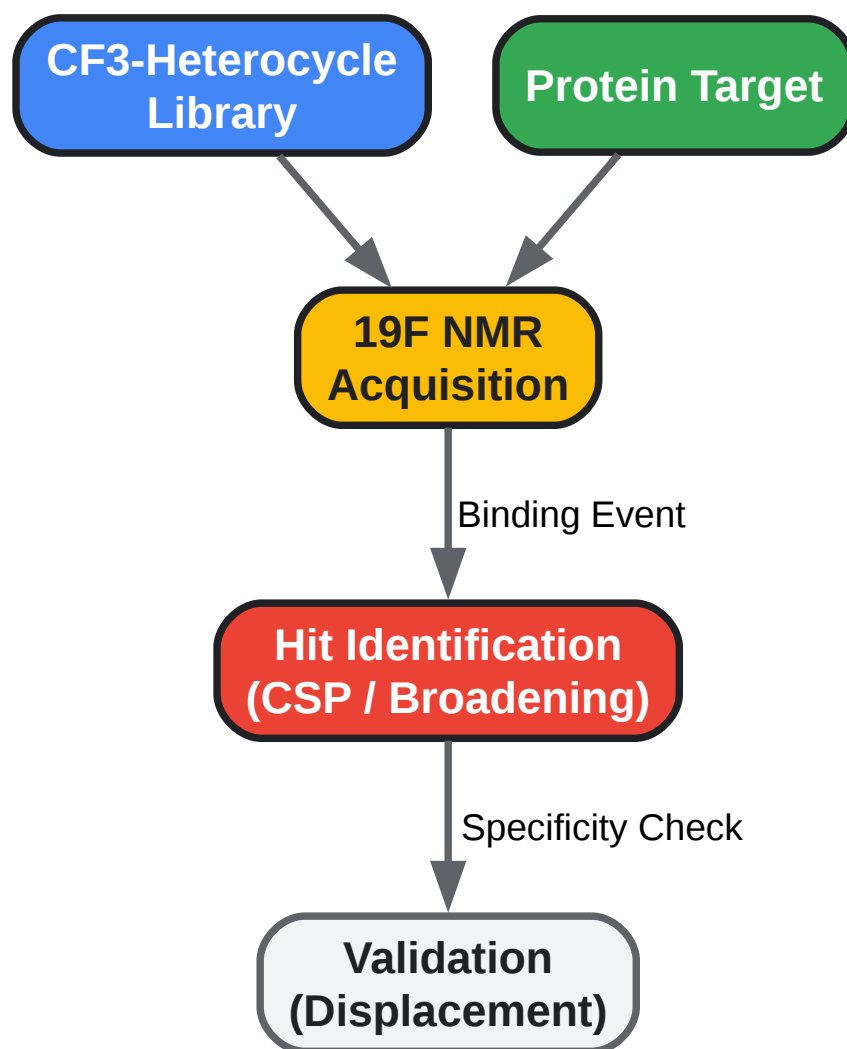 CF3-Heterocycle
Library
Protein Target
19F NMR
Acquisition
Binding Event
Hit Identification
(CSP / Broadening)
Specificity Check
Validation
(Displacement)